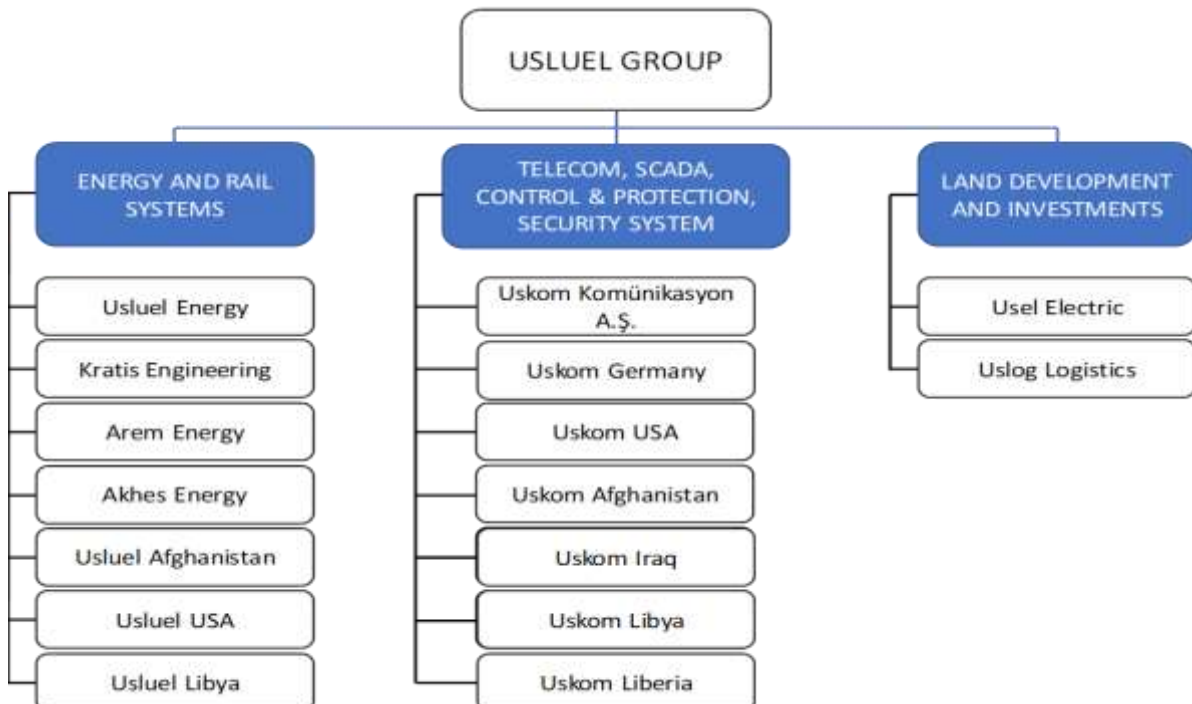 USLUEL GROUP
ENERGY AND RAIL
SYSTEMS
Usluel Energy
Kratis Engineering
Arem Energy
Akhes Energy
Usluel Afghanistan
Usluel USA
Usluel Libya
TELECOM, SCADA,
CONTROL & PROTECTION,
SECURITY SYSTEM
Uskom Komünikasyon
A.Ş.
Uskom Germany
Uskom USA
Uskom Afghanistan
Uskom Iraq
Uskom Libya
Uskom Liberia
LAND DEVELOPMENT
AND INVESTMENTS
Usel Electric
Uslog Logistics